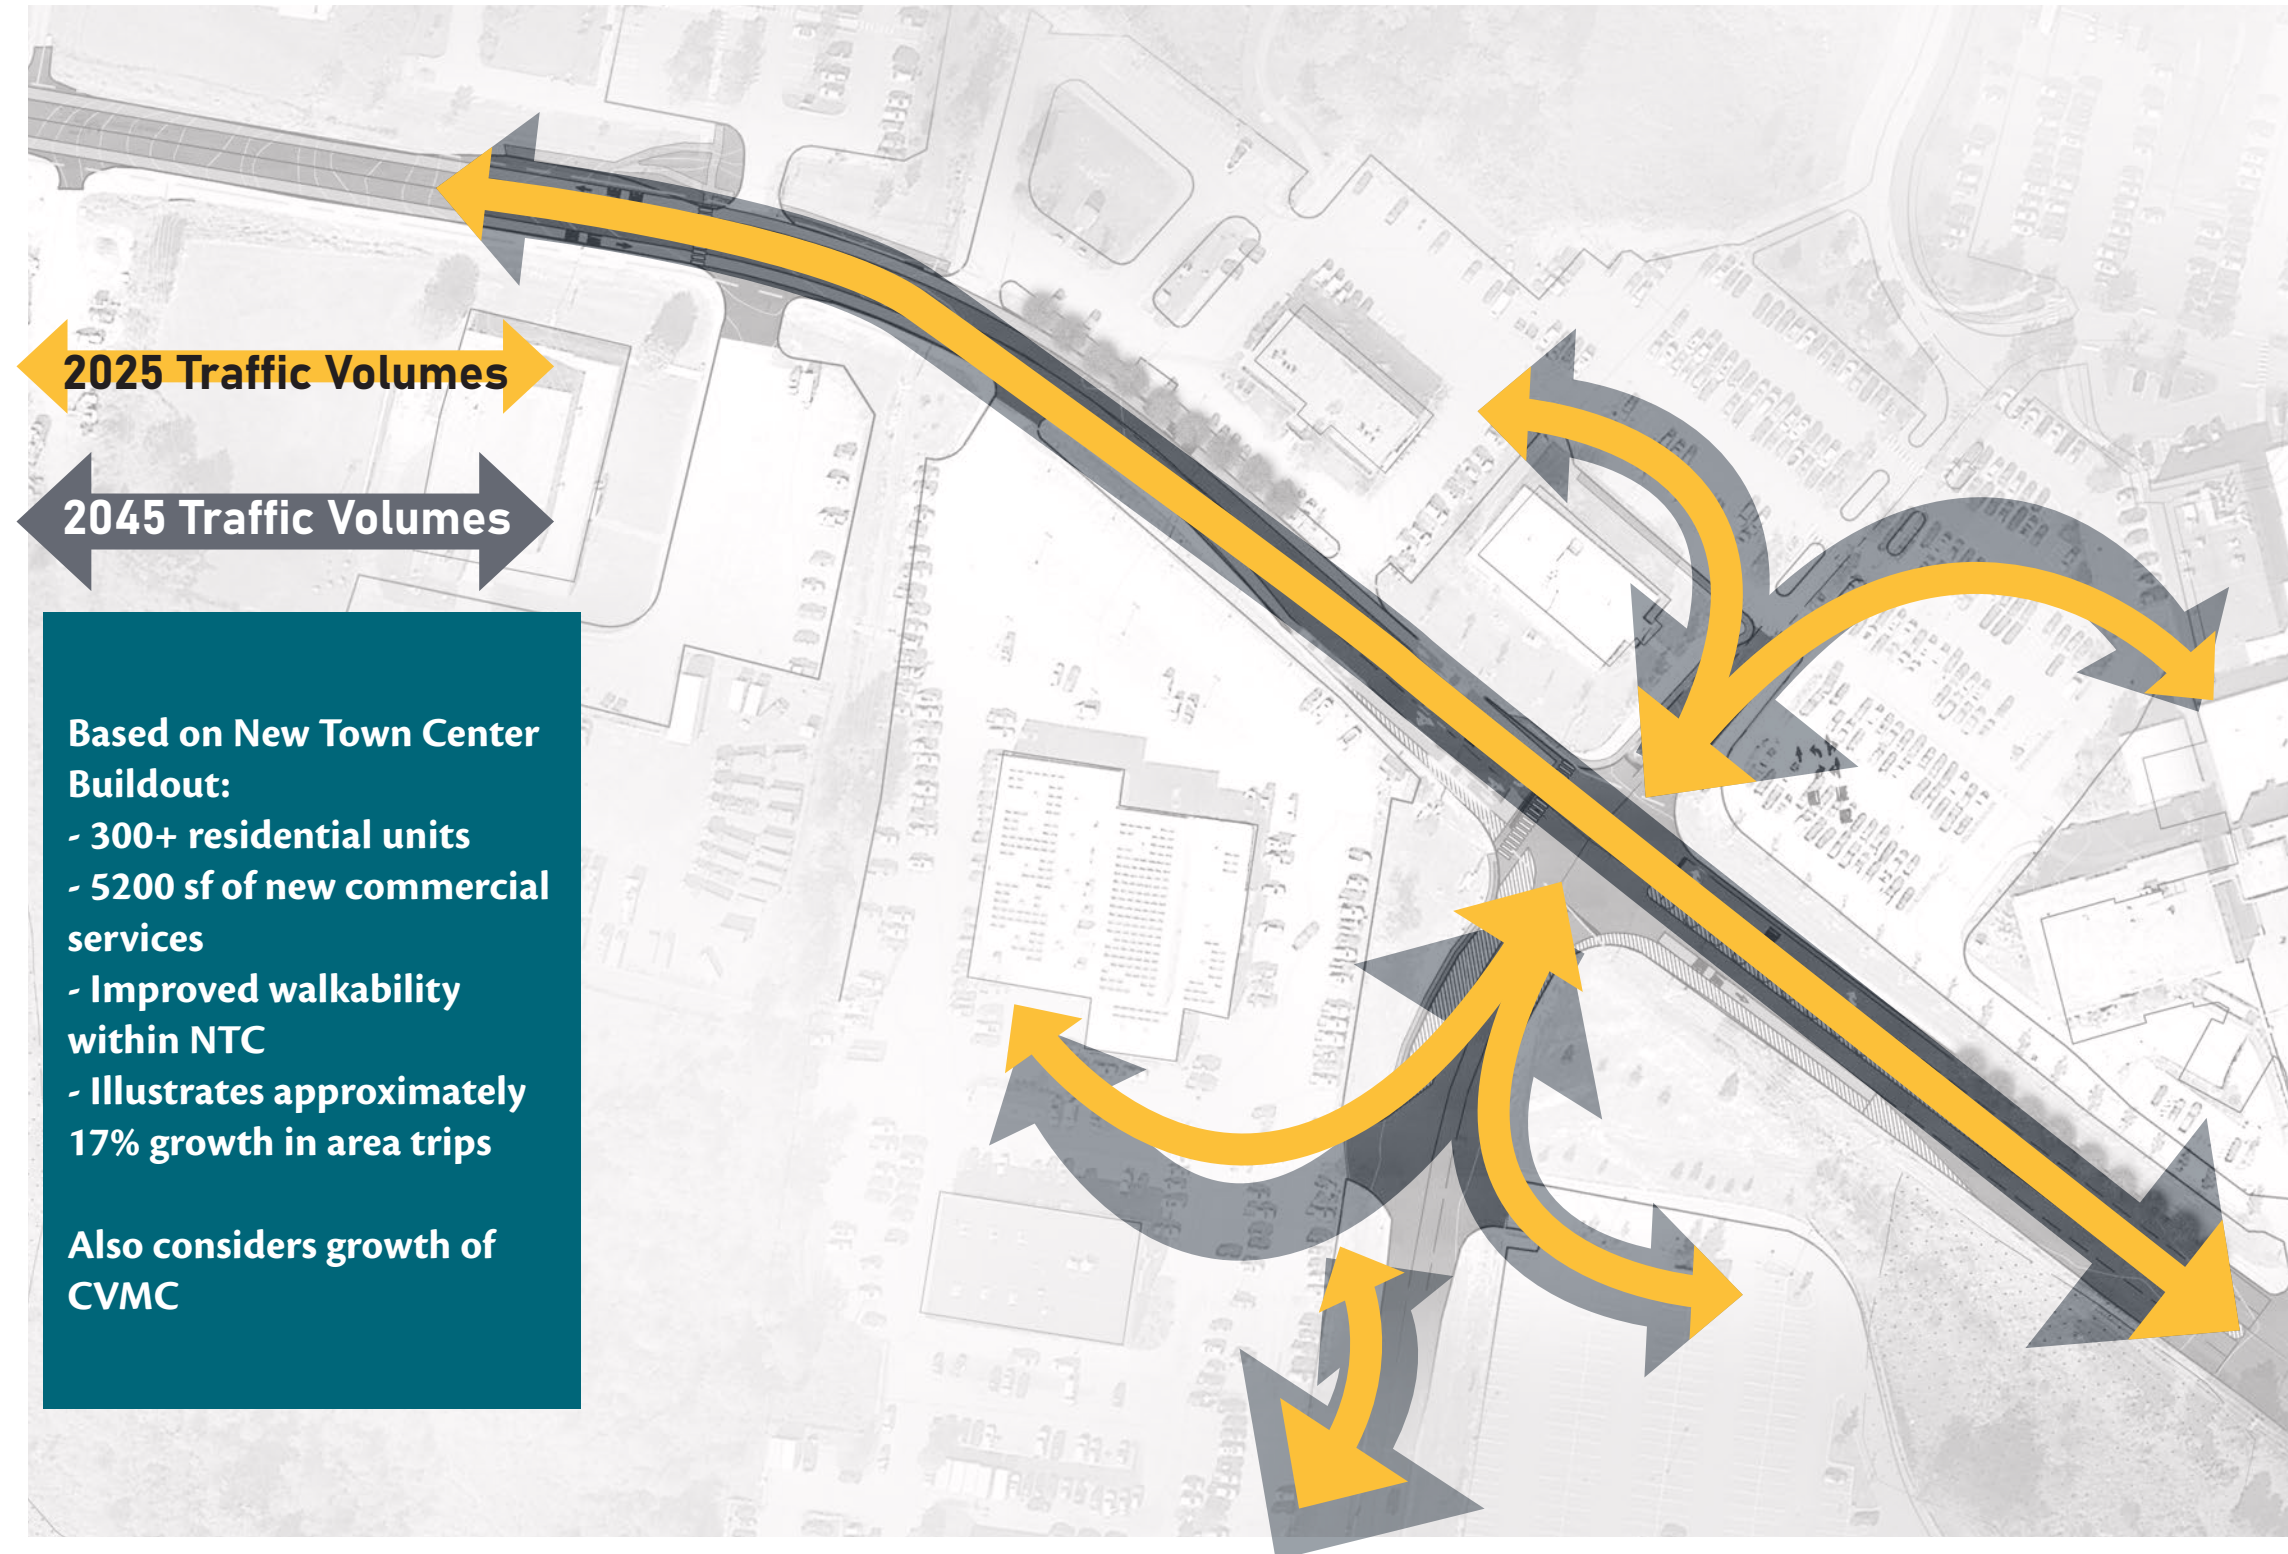 2025 Traffic Volumes
2045 Traffic Volumes
Based on New Town Center
Buildout:
- 300+ residential units
- 5200 sf of new commercial
services
- Improved walkability
within NTC
- Illustrates approximately
17% growth in area trips
Also considers growth of
CVMC